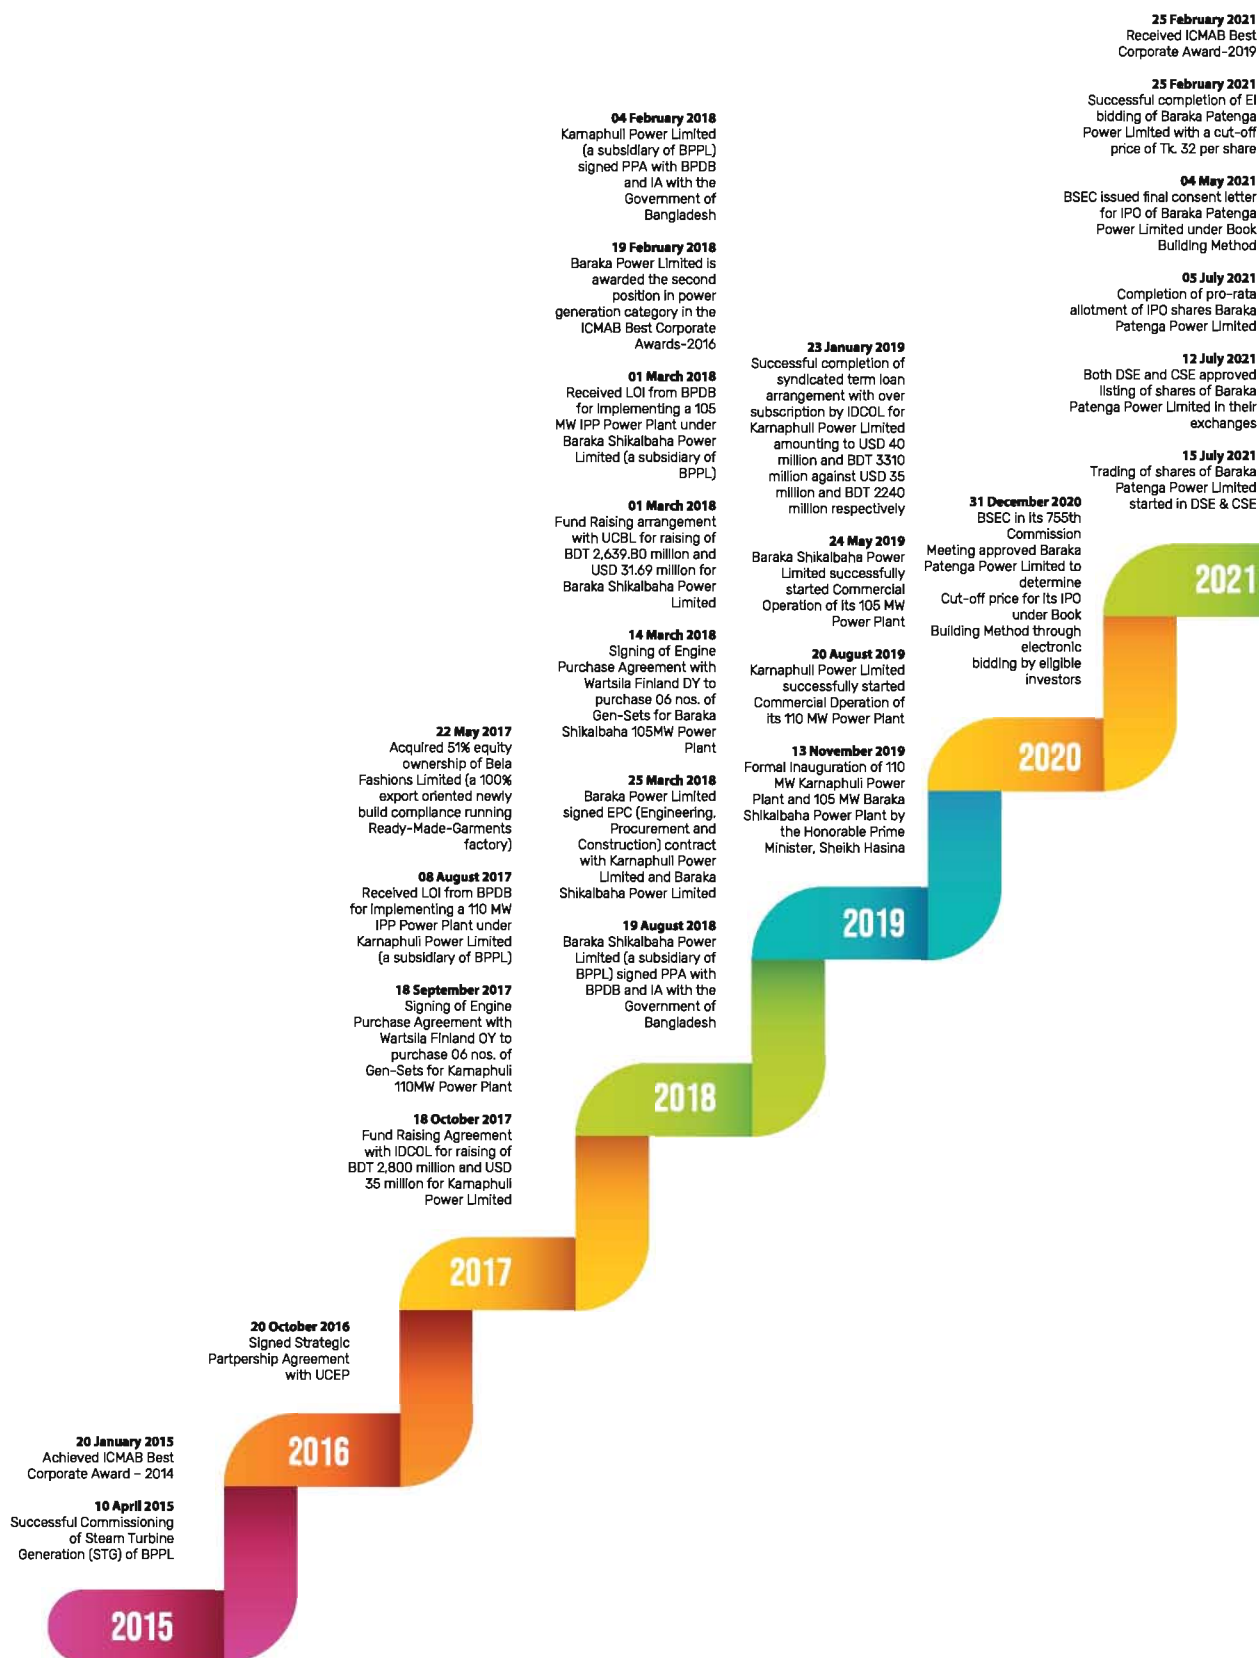 20 January 2015
Achieved ICMAB Best
Corporate Award – 2014
10 April 2015
Successful Commissioning
of Steam Turbine
Generation (STG) of BPPL
2015
20 October 2016
Signed Strategic
Partpership Agreement
with UCEP
2016
22 May 2017
Acquired 51% equity
ownership of Bela
Fashions Limited (a 100%
export oriented newly
build compliance running
Ready-Made-Garments
factory)
08 August 2017
Received LOI from BPDB
for Implementing a 110 MW
IPP Power Plant under
Karnaphuli Power Limited
(a subsidiary of BPPL)
18 September 2017
Signing of Engine
Purchase Agreement with
Wartsila Finland OY to
purchase 06 nos. of
Gen-Sets for Karnaphuli
110MW Power Plant
18 October 2017
Fund Raising Agreement
with IDCOL for raising of
BDT 2,800 million and USD
35 million for Karnaphuli
Power Limited
2017
04 February 2018
Karnaphuli Power Limited
(a subsidiary of BPPL)
signed PPA with BPDB
and IA with the
Government of
Bangladesh
19 February 2018
Baraka Power Limited is
awarded the second
position in power
generation category in the
ICMAB Best Corporate
Awards-2016
01 March 2018
Received LOI from BPDB
for Implementing a 105
MW IPP Power Plant under
Baraka Shikalbaha Power
Limited (a subsidiary of
BPPL)
01 March 2018
Fund Raising arrangement
with UCBL for raising of
BDT 2,639.80 million and
USD 31.69 million for
Baraka Shikalbaha Power
Limited
14 March 2018
Signing of Engine
Purchase Agreement with
Wartsila Finland OY to
purchase 06 nos. of
Gen-Sets for Baraka
Shikalbaha 105MW Power
Plant
25 March 2018
Baraka Power Limited
signed EPC (Engineering,
Procurement and
Construction) contract
with Karnaphuli Power
Limited and Baraka
Shikalbaha Power Limited
19 August 2018
Baraka Shikalbaha Power
Limited (a subsidiary of
BPPL) signed PPA with
BPDB and IA with the
Government of
Bangladesh
2018
23 January 2019
Successful completion of
syndicated term loan
arrangement with over
subscription by IDCOL for
Karnaphuli Power Limited
amounting to USD 40
million and BDT 3310
million against USD 35
million and BDT 2240
million respectively
24 May 2019
Baraka Shikalbaha Power
Limited successfully
started Commercial
Operation of its 105 MW
Power Plant
20 August 2019
Karnaphuli Power Limited
successfully started
Commercial Operation of
its 110 MW Power Plant
13 November 2019
Formal Inauguration of 110
MW Karnaphuli Power
Plant and 105 MW Baraka
Shikalbaha Power Plant by
the Honorable Prime
Minister, Sheikh Hasina
2019
31 December 2020
BSEC in its 755th
Commission
Meeting approved Baraka
Patenga Power Limited to
determine
Cut-off price for its IPO
under Book
Building Method through
electronic
bidding by eligible
investors
2020
25 February 2021
Received ICMAB Best
Corporate Award-2019
25 February 2021
Successful completion of EI
bidding of Baraka Patenga
Power Limited with a cut-off
price of Tk. 32 per share
04 May 2021
BSEC issued final consent letter
for IPO of Baraka Patenga
Power Limited under Book
Building Method
05 July 2021
Completion of pro-rata
allotment of IPO shares Baraka
Patenga Power Limited
12 July 2021
Both DSE and CSE approved
listing of shares of Baraka
Patenga Power Limited in their
exchanges
15 July 2021
Trading of shares of Baraka
Patenga Power Limited
started in DSE & CSE
2021